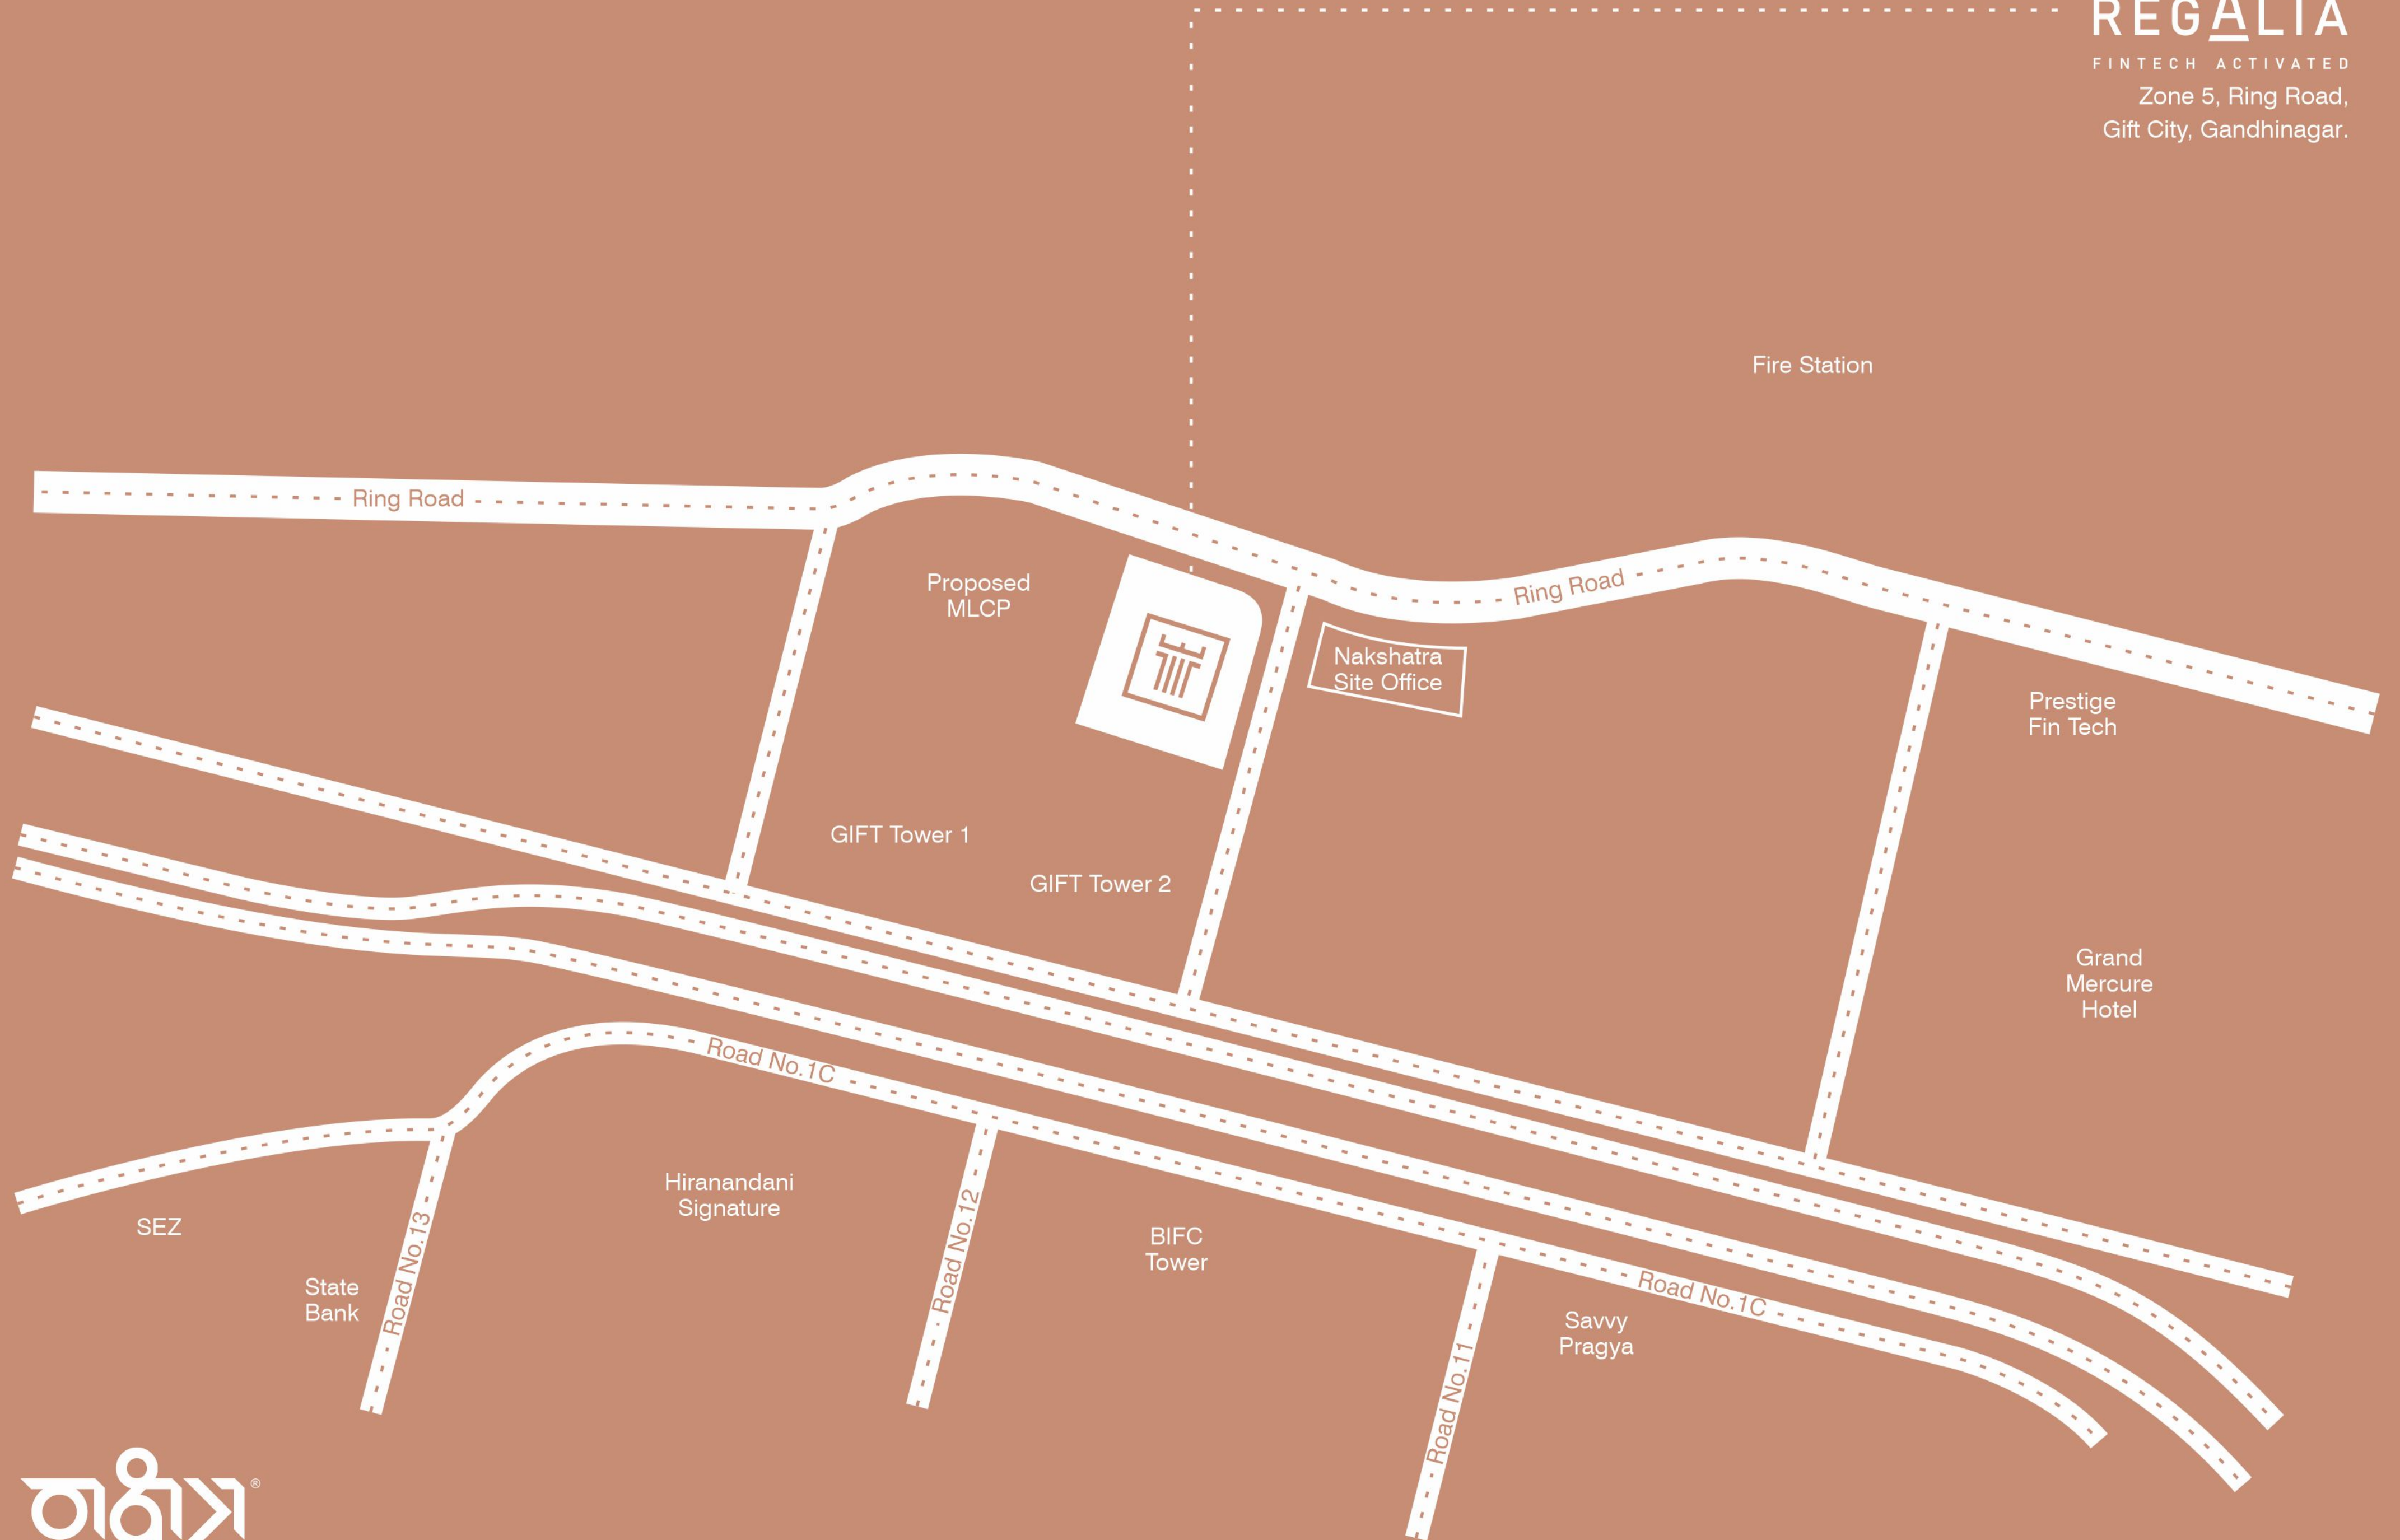 REGALIA
FINTECH ACTIVATED
Zone 5, Ring Road,
Gift City, Gandhinagar.
Fire Station
Ring Road
Proposed
MLCP
Ring Road
Nakshatra
Site Office
Prestige
Fin Tech
GIFT Tower 1
GIFT Tower 2
Grand
Mercure
Hotel
Road No.1C
Hiranandani
Signature
SEZ
Road No.13
Road No.12
BIFC
Tower
State
Bank
Road No.1C
Savvy
Pragya
Road No.11
®